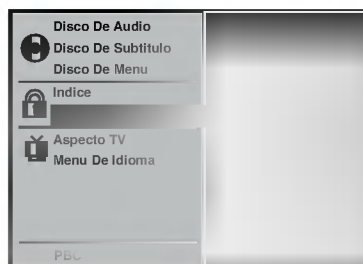 Disco De Audio
Disco De Subtitulo
Disco De Menu
Indice
Aspecto TV
Menu De Idioma
PBC